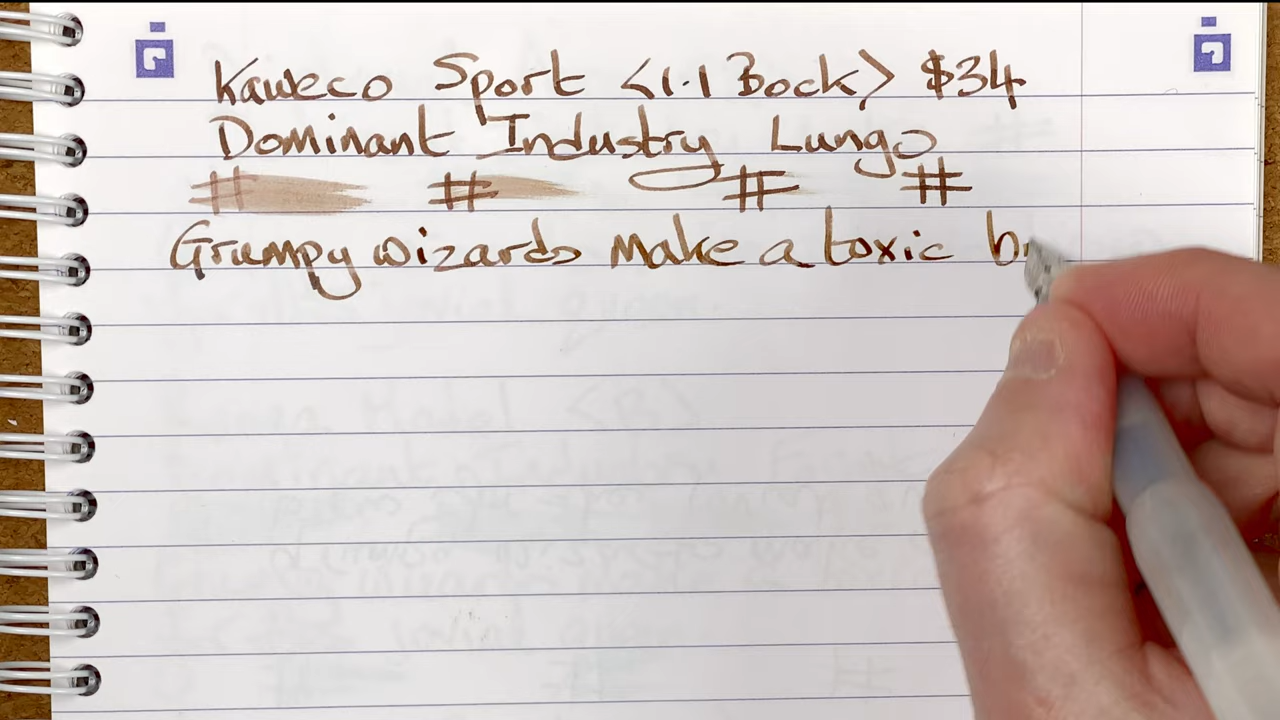 Kaweco Sport <1.1 Bock> $34
Dominant Industry Lungo
# # # #
Grumpy wizards make a toxic b